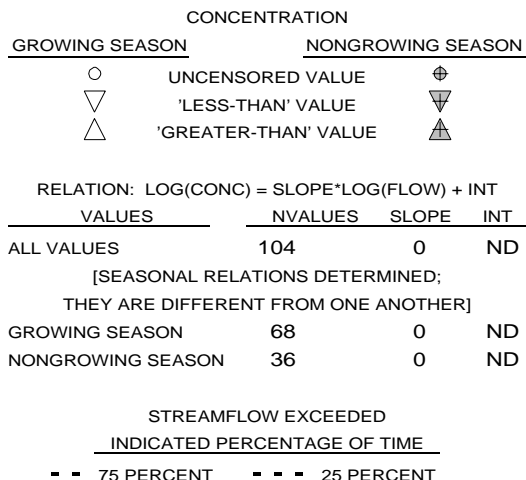 CONCENTRATION
GROWING SEASON NONGROWING SEASON
UNCENSORED VALUE
'LESS-THAN' VALUE
'GREATER-THAN' VALUE
RELATION: LOG(CONC) = SLOPE*LOG(FLOW) + INT
VALUES NVALUES SLOPE INT
ALL VALUES 104 0 ND
[SEASONAL RELATIONS DETERMINED;
THEY ARE DIFFERENT FROM ONE ANOTHER]
GROWING SEASON 68 0 ND
NONGROWING SEASON 36 0 ND
STREAMFLOW EXCEEDED
INDICATED PERCENTAGE OF TIME
75 PERCENT 25 PERCENT